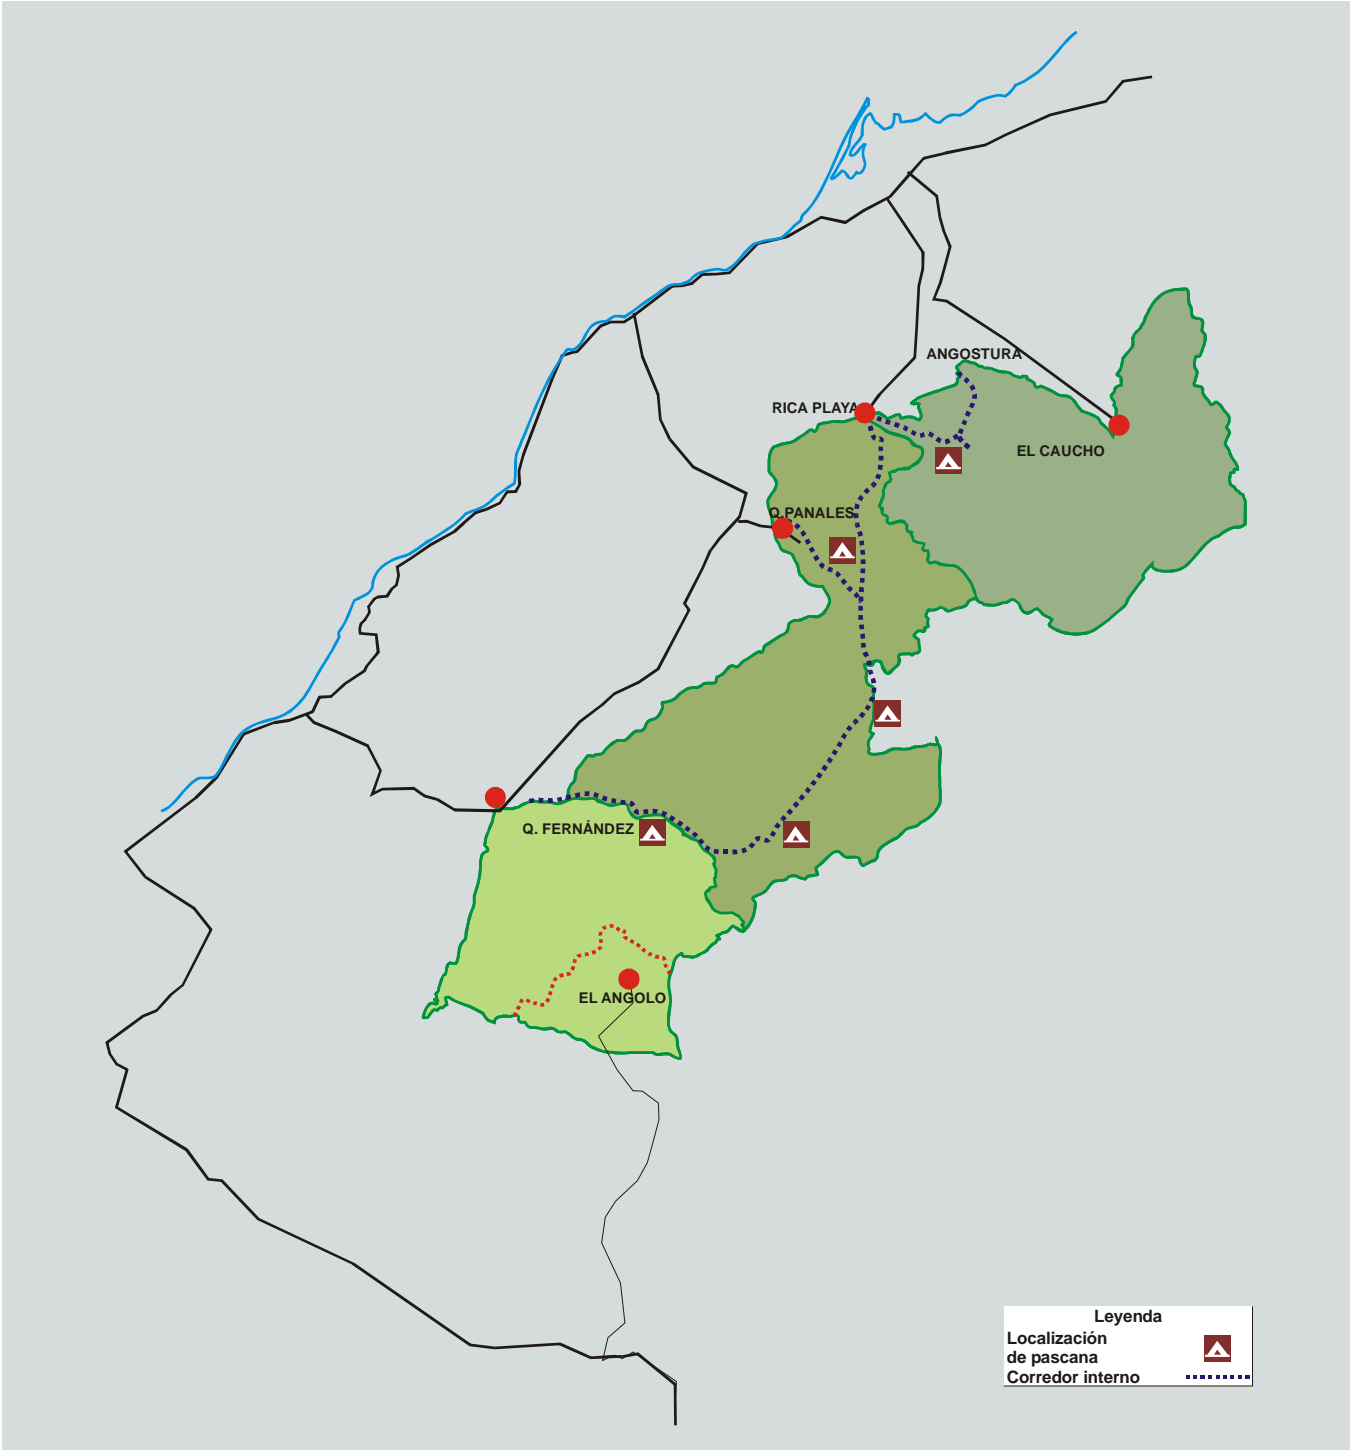 ANGOSTURA
RICA PLAYA
EL CAUCHO
Q.PANALES
Q. FERNÁNDEZ
EL ANGOLO
Leyenda
Localización
de pascana
Corredor interno